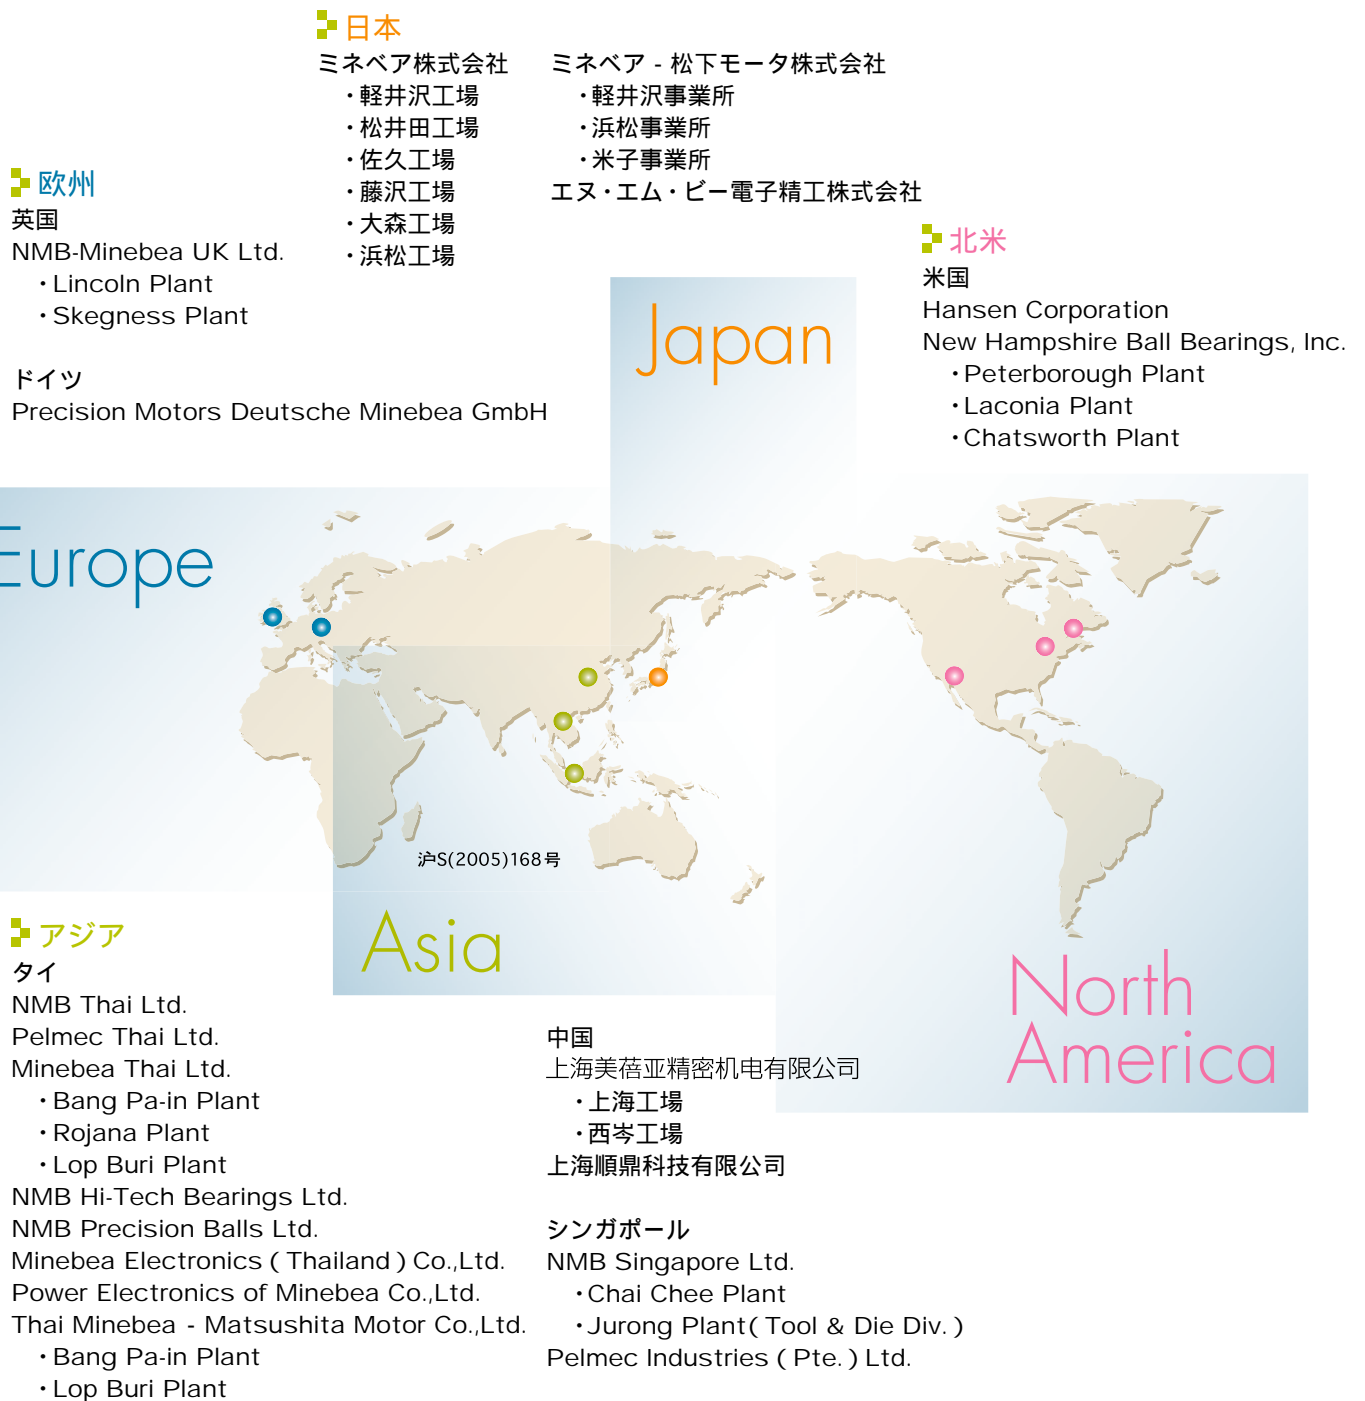 日本
ミネベア株式会社
・軽井沢工場
・松井田工場
・佐久工場
・藤沢工場
・大森工場
・浜松工場
ミネベア - 松下モータ株式会社
・軽井沢事業所
・浜松事業所
・米子事業所
エヌ・エム・ビー電子精工株式会社
欧州
英国
NMB-Minebea UK Ltd.
・Lincoln Plant
・Skegness Plant
ドイツ
Precision Motors Deutsche Minebea GmbH
北米
米国
Hansen Corporation
New Hampshire Ball Bearings, Inc.
・Peterborough Plant
・Laconia Plant
・Chatsworth Plant
Japan
Europe
沪S(2005)168号
Asia
North
America
アジア
タイ
NMB Thai Ltd.
Pelmec Thai Ltd.
Minebea Thai Ltd.
・Bang Pa-in Plant
・Rojana Plant
・Lop Buri Plant
NMB Hi-Tech Bearings Ltd.
NMB Precision Balls Ltd.
Minebea Electronics ( Thailand ) Co.,Ltd.
Power Electronics of Minebea Co.,Ltd.
Thai Minebea - Matsushita Motor Co.,Ltd.
・Bang Pa-in Plant
・Lop Buri Plant
中国
上海美蓓亚精密机电有限公司
・上海工場
・西岑工場
上海順鼎科技有限公司
シンガポール
NMB Singapore Ltd.
・Chai Chee Plant
・Jurong Plant( Tool & Die Div. )
Pelmec Industries ( Pte. ) Ltd.